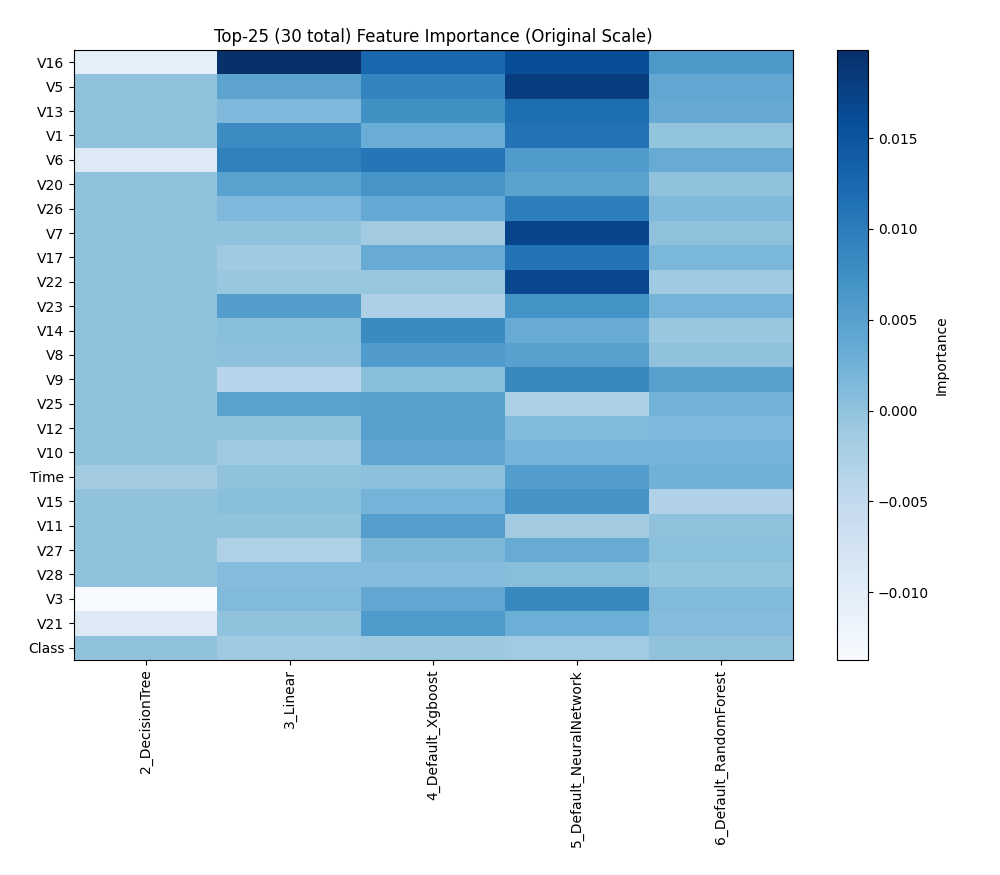 Top-25 (30 total) Feature Importance (Original Scale)
V16
V5
V13
V1
V6
V20
V26
V7
V17
V22
V23
V14
V8
V9
V25
V12
V10
Time
V15
V11
V27
V28
V3
V21
Class
2_DecisionTree
3_Linear
4_Default_Xgboost
5_Default_NeuralNetwork
6_Default_RandomForest
0.015
0.010
0.005
0.000
−0.005
−0.010
Importance